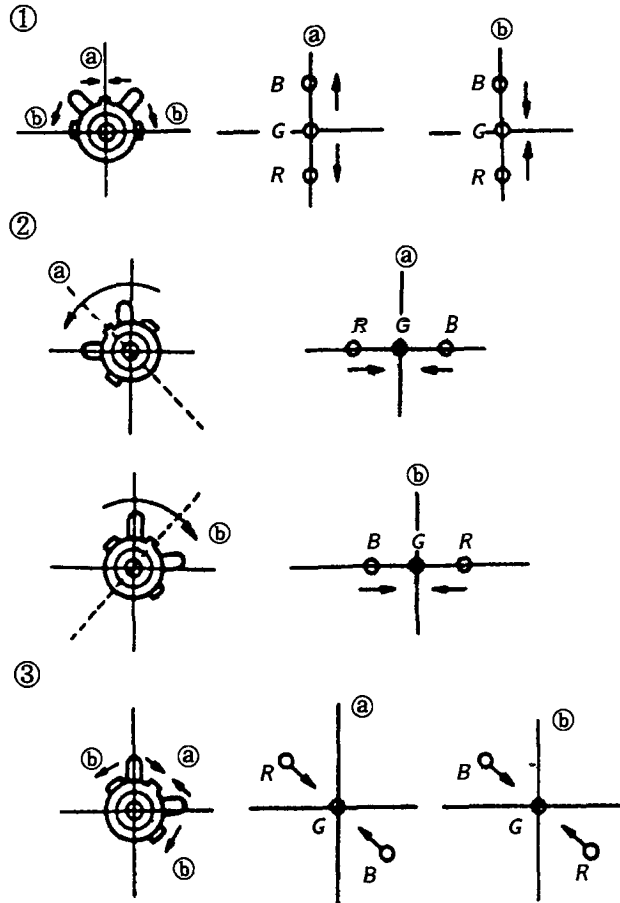 ①
ⓐ ⓐ ⓑ
B B
ⓑ ⓑ G G
R R
②
ⓐ ⓐ
R G B
ⓑ ⓑ
B G R
③
ⓐ ⓑ
ⓑ ⓐ
R B
G G
ⓑ B R